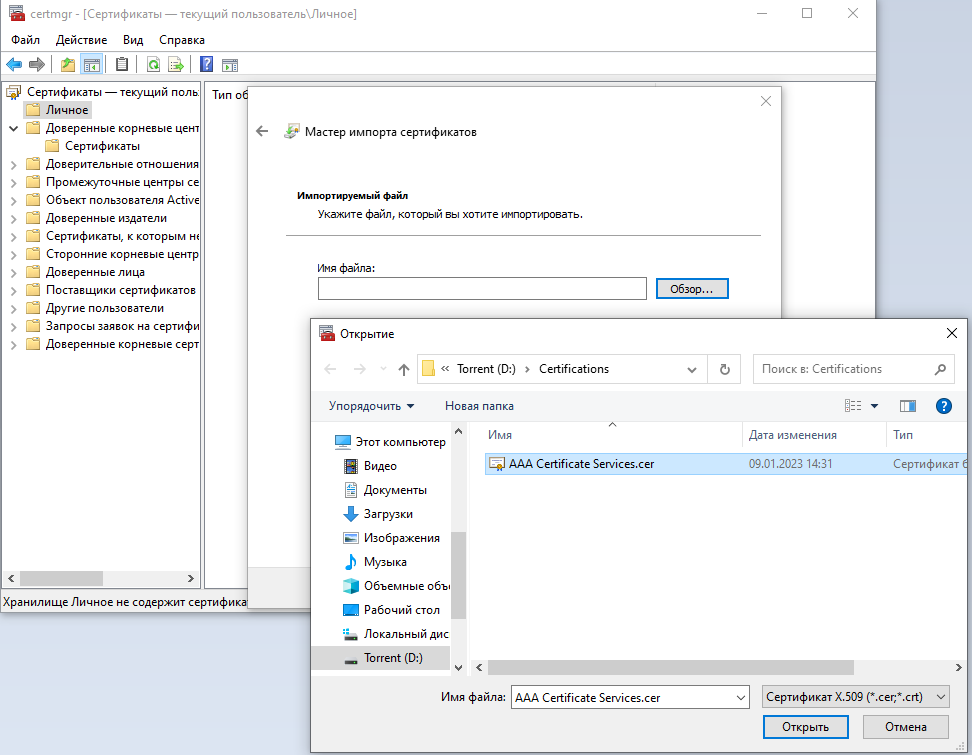 certmgr - [Сертификаты — текущий пользователь\Личное]
Файл Действие Вид Справка
Сертификаты — текущий поль
Тип об
Личное
Доверенные корневые цент
Сертификаты
Доверительные отношения
Промежуточные центры се
Объект пользователя Active
Доверенные издатели
Сертификаты, к которым не
Сторонние корневые центр
Доверенные лица
Поставщики сертификатов
Другие пользователи
Запросы заявок на сертифи
Доверенные корневые серт
Хранилище Личное не содержит сертифика
Мастер импорта сертификатов
Импортируемый файл
Укажите файл, который вы хотите импортировать.
Имя файла:
Обзор...
Открытие
« Torrent (D:) › Certifications
Поиск в: Certifications
Упорядочить Новая папка
Имя Дата изменения Тип
AAA Certificate Services.cer 09.01.2023 14:31 Сертификат б
Этот компьютер
Видео
Документы
Загрузки
Изображения
Музыка
Объемные объ
Рабочий стол
Локальный дис
Torrent (D:)
Имя файла: AAA Certificate Services.cer Сертификат X.509 (*.cer;*.crt)
Открыть Отмена